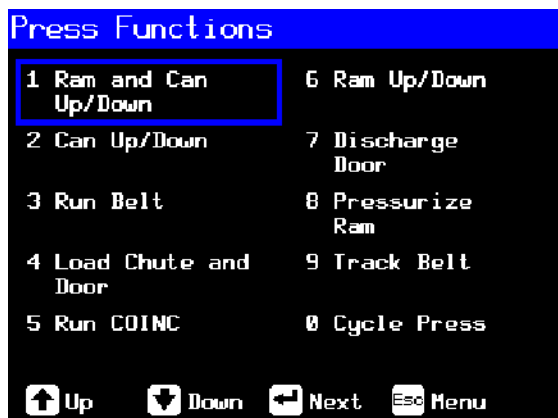 Press Functions
1 Ram and Can
Up/Down
2 Can Up/Down
3 Run Belt
4 Load Chute and
Door
5 Run COINC
6 Ram Up/Down
7 Discharge
Door
8 Pressurize
Ram
9 Track Belt
0 Cycle Press
Up Down Next Esc Menu